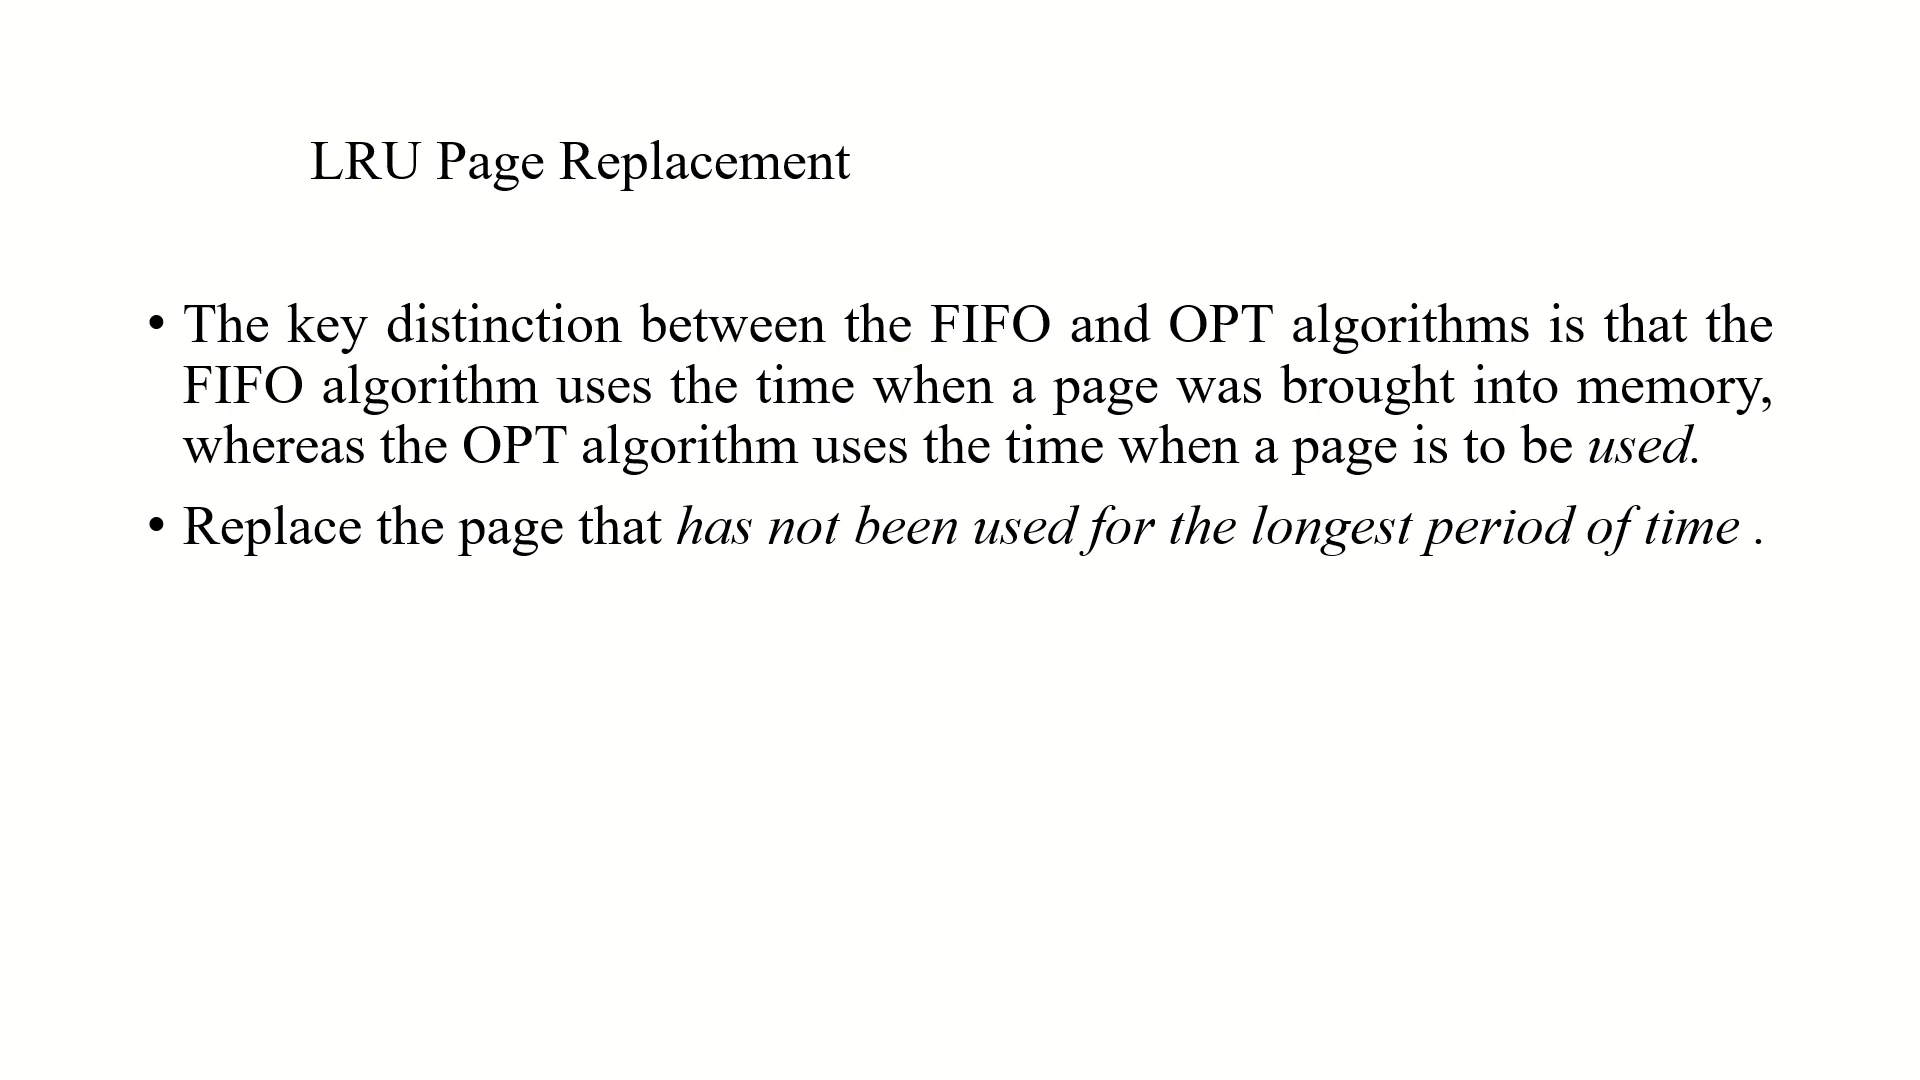 LRU Page Replacement
• The key distinction between the FIFO and OPT algorithms is that the
FIFO algorithm uses the time when a page was brought into memory,
whereas the OPT algorithm uses the time when a page is to be used.
• Replace the page that has not been used for the longest period of time .